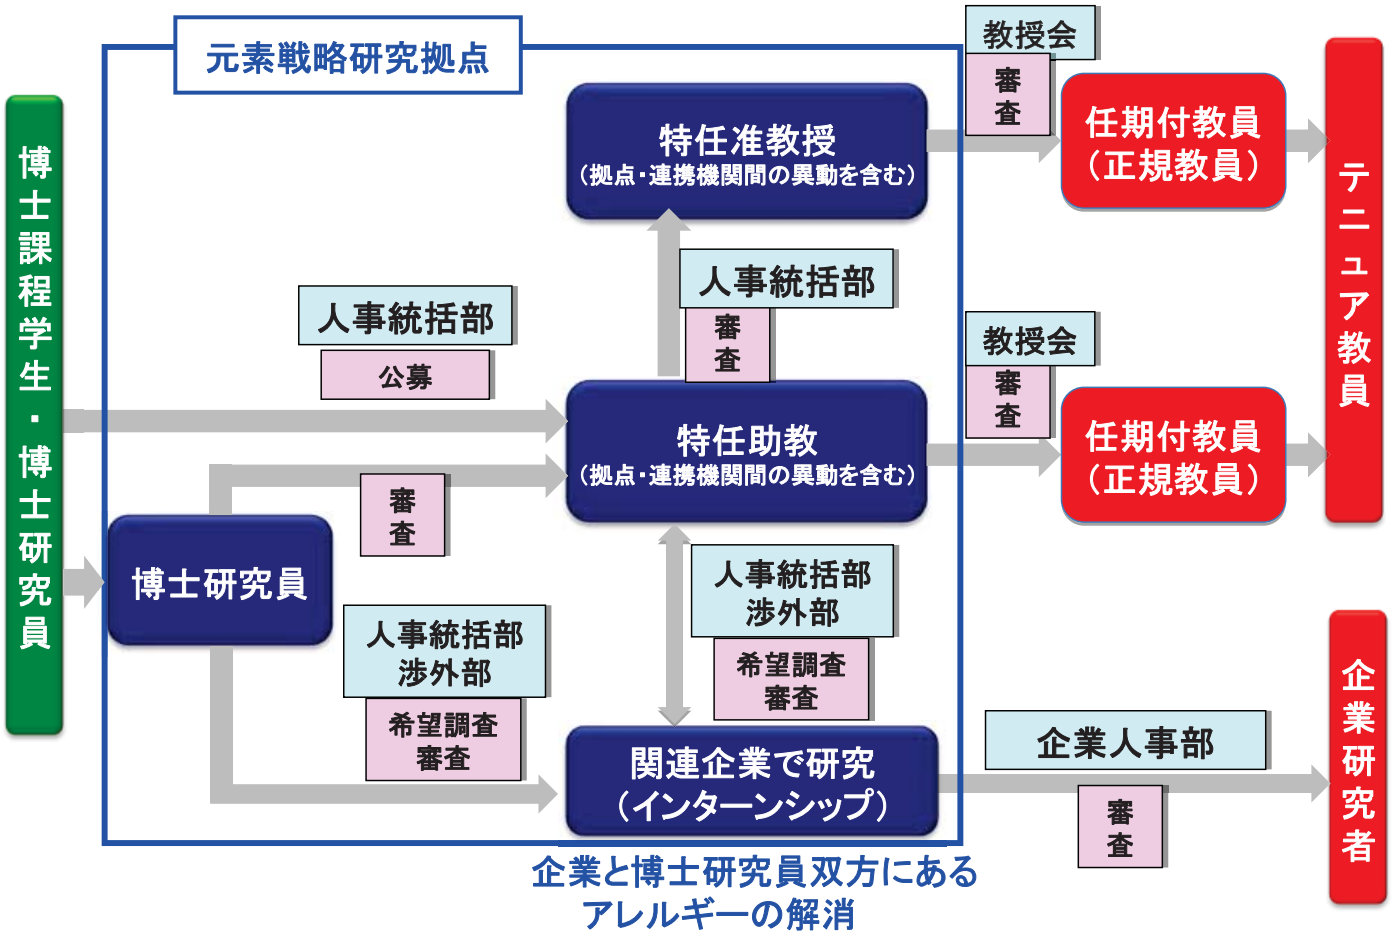 元素戦略研究拠点
博士課程学生・博士研究員
博士研究員
人事統括部
公募
審
査
人事統括部
渉外部
希望調査
審査
特任准教授
（拠点・連携機関間の異動を含む）
人事統括部
審
査
特任助教
（拠点・連携機関間の異動を含む）
人事統括部
渉外部
希望調査
審査
関連企業で研究
（インターンシップ）
教授会
審
査
任期付教員
（正規教員）
教授会
審
査
任期付教員
（正規教員）
テニュア教員
企業人事部
審
査
企業研究者
企業と博士研究員双方にある
アレルギーの解消